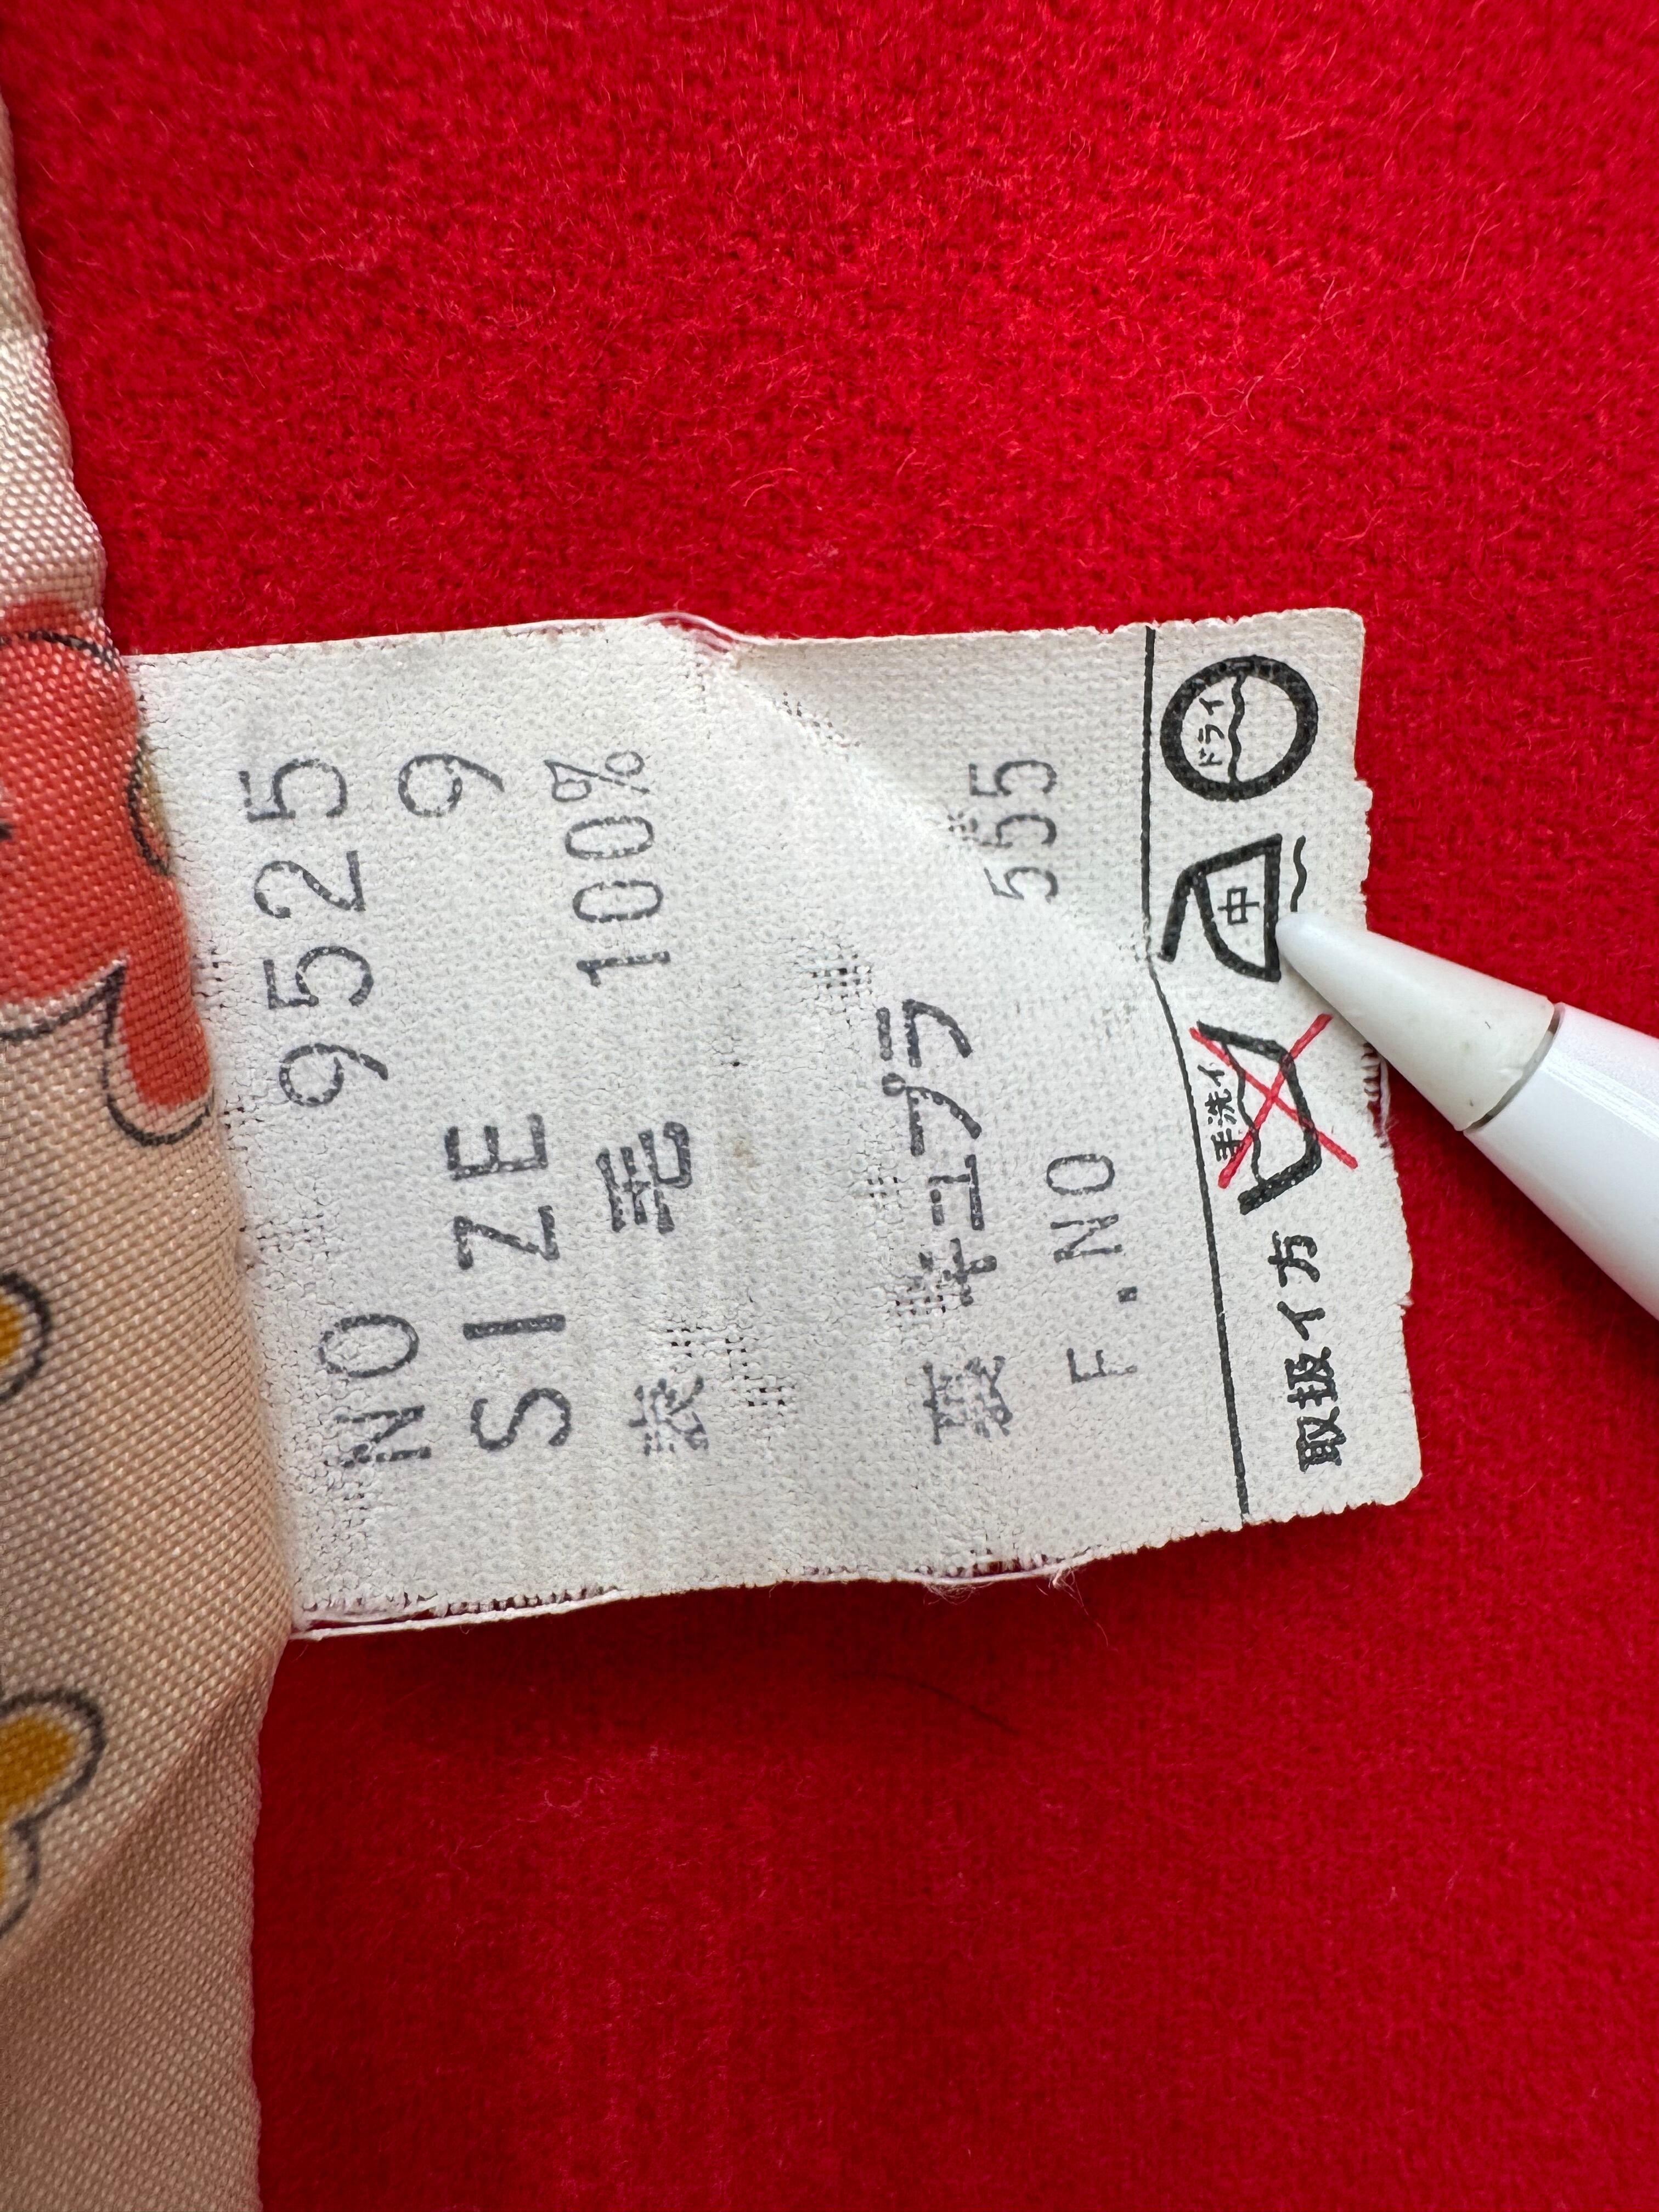 NO 9525
SIZE 9
表 毛 100%
裏 キュプラ
F.NO 555
取扱イ方 手洗イ 中 ドライ